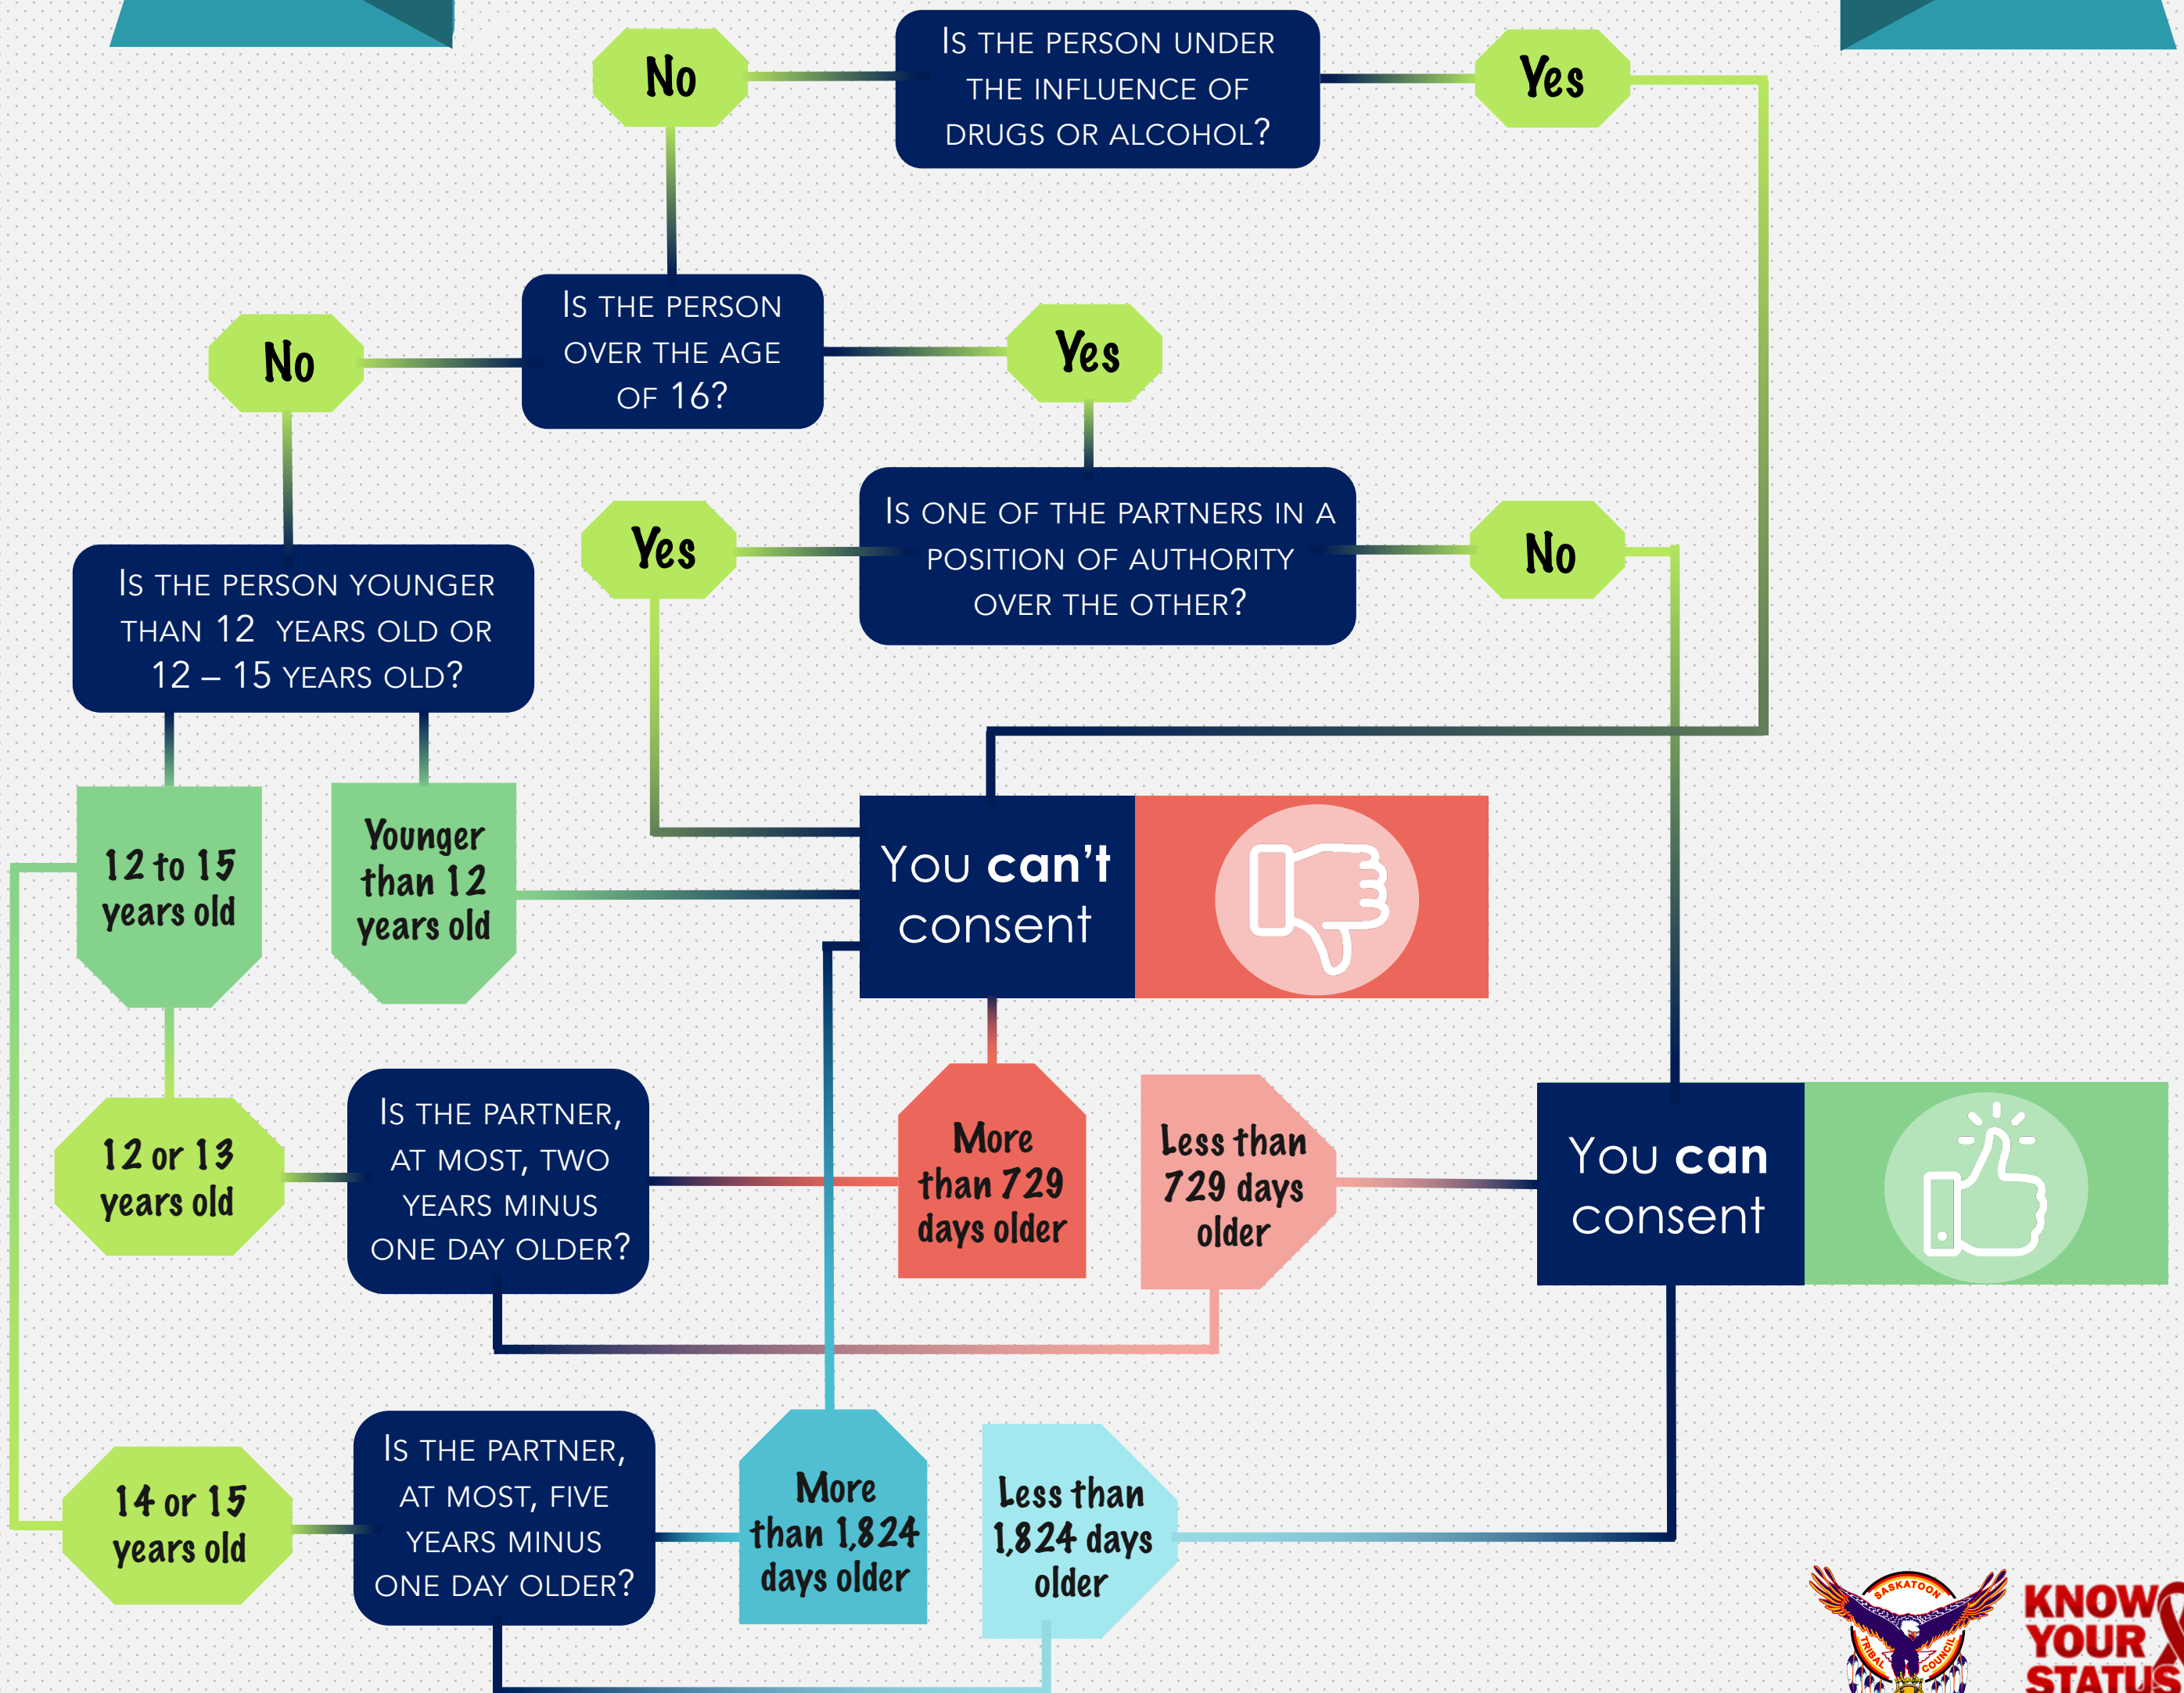 IS THE PERSON UNDER
THE INFLUENCE OF
DRUGS OR ALCOHOL?
No
Yes
IS THE PERSON
OVER THE AGE
OF 16?
No
Yes
IS ONE OF THE PARTNERS IN A
POSITION OF AUTHORITY
OVER THE OTHER?
Yes
No
IS THE PERSON YOUNGER
THAN 12 YEARS OLD OR
12 – 15 YEARS OLD?
12 to 15
years old
Younger
than 12
years old
You can't
consent
12 or 13
years old
IS THE PARTNER,
AT MOST, TWO
YEARS MINUS
ONE DAY OLDER?
More
than 729
days older
Less than
729 days
older
You can
consent
14 or 15
years old
IS THE PARTNER,
AT MOST, FIVE
YEARS MINUS
ONE DAY OLDER?
More
than 1,824
days older
Less than
1,824 days
older
SASKATOON
TRIBAL COUNCIL
KNOW
YOUR
STATUS